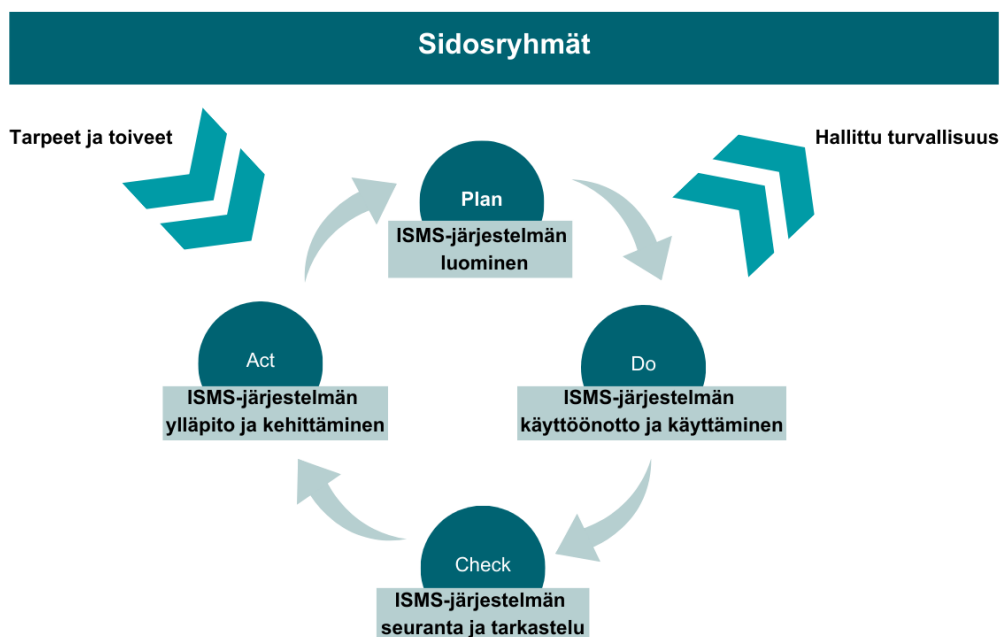 Sidosryhmät
Tarpeet ja toiveet
Hallittu turvallisuus
Plan
ISMS-järjestelmän
luominen
Act
ISMS-järjestelmän
ylläpito ja kehittäminen
Do
ISMS-järjestelmän
käyttöönotto ja käyttäminen
Check
ISMS-järjestelmän
seuranta ja tarkastelu